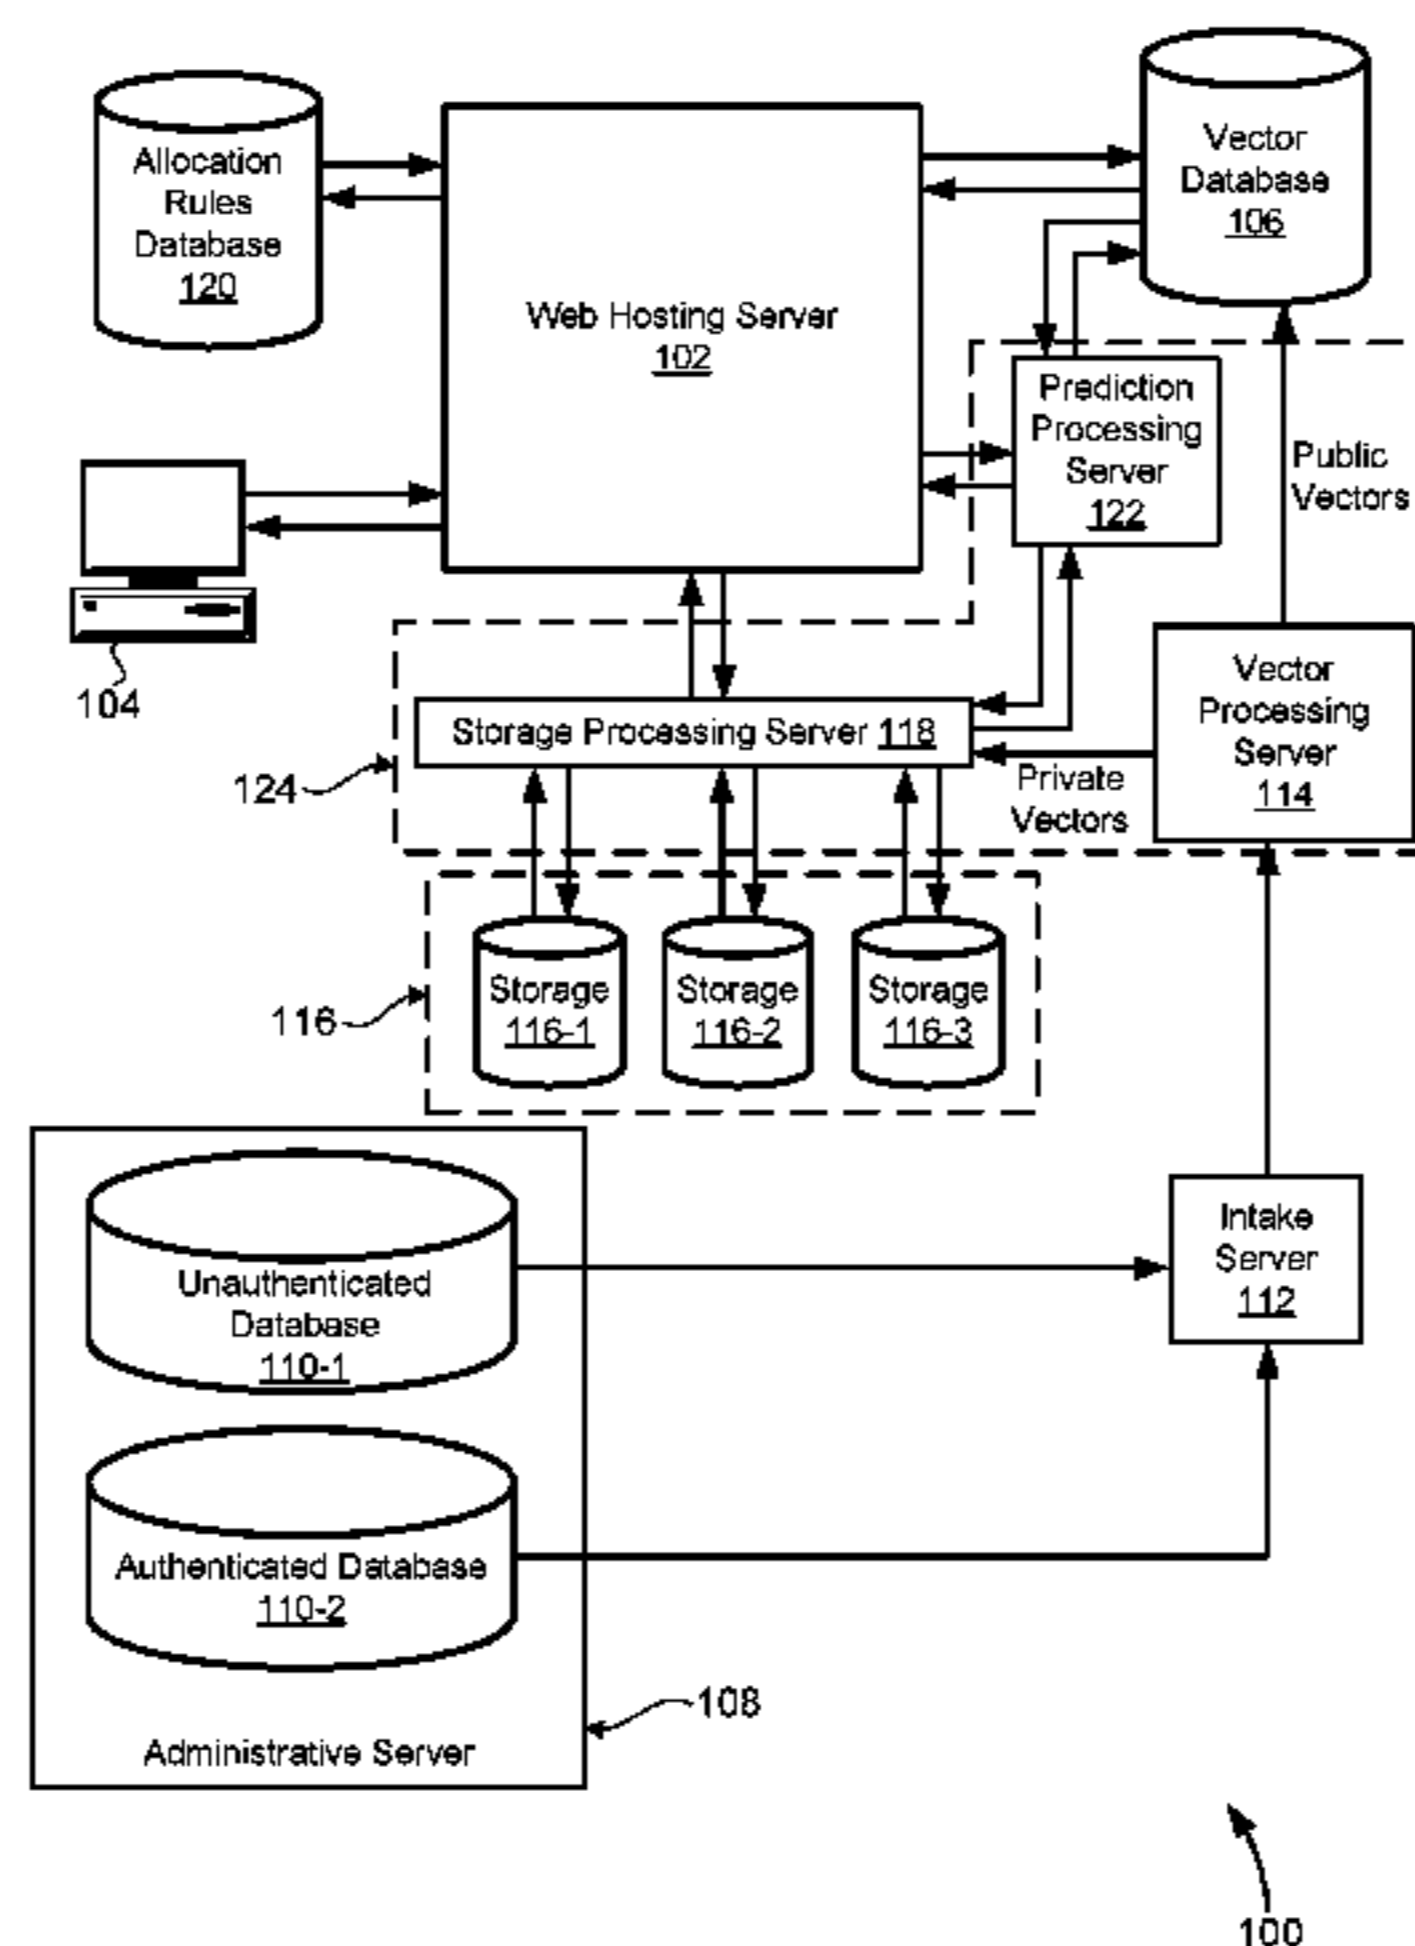 Allocation
Rules
Database
120
Web Hosting Server
102
Vector
Database
106
Prediction
Processing
Server
122
Public
Vectors
104
Storage Processing Server 118
124
Private
Vectors
Vector
Processing
Server
114
116
Storage
116-1
Storage
116-2
Storage
116-3
Unauthenticated
Database
110-1
Intake
Server
112
Authenticated Database
110-2
108
Administrative Server
100